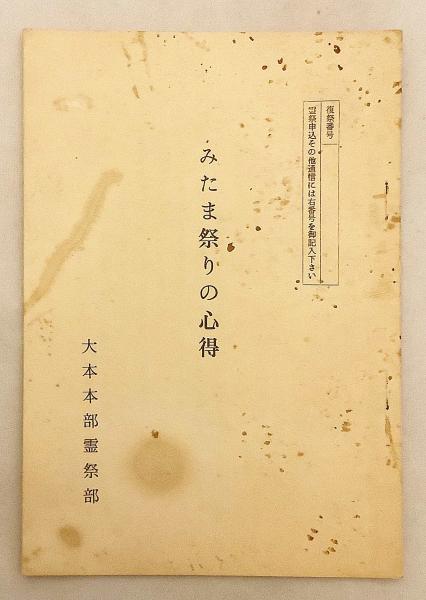 復祭番号
霊祭申込その他通信には右番号を御記入下さい
みたま祭りの心得
大本本部霊祭部